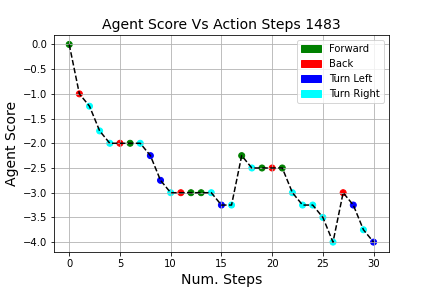 Agent Score Vs Action Steps 1483
Agent Score
0.0
−0.5
−1.0
−1.5
−2.0
−2.5
−3.0
−3.5
−4.0
Forward
Back
Turn Left
Turn Right
0 5 10 15 20 25 30
Num. Steps